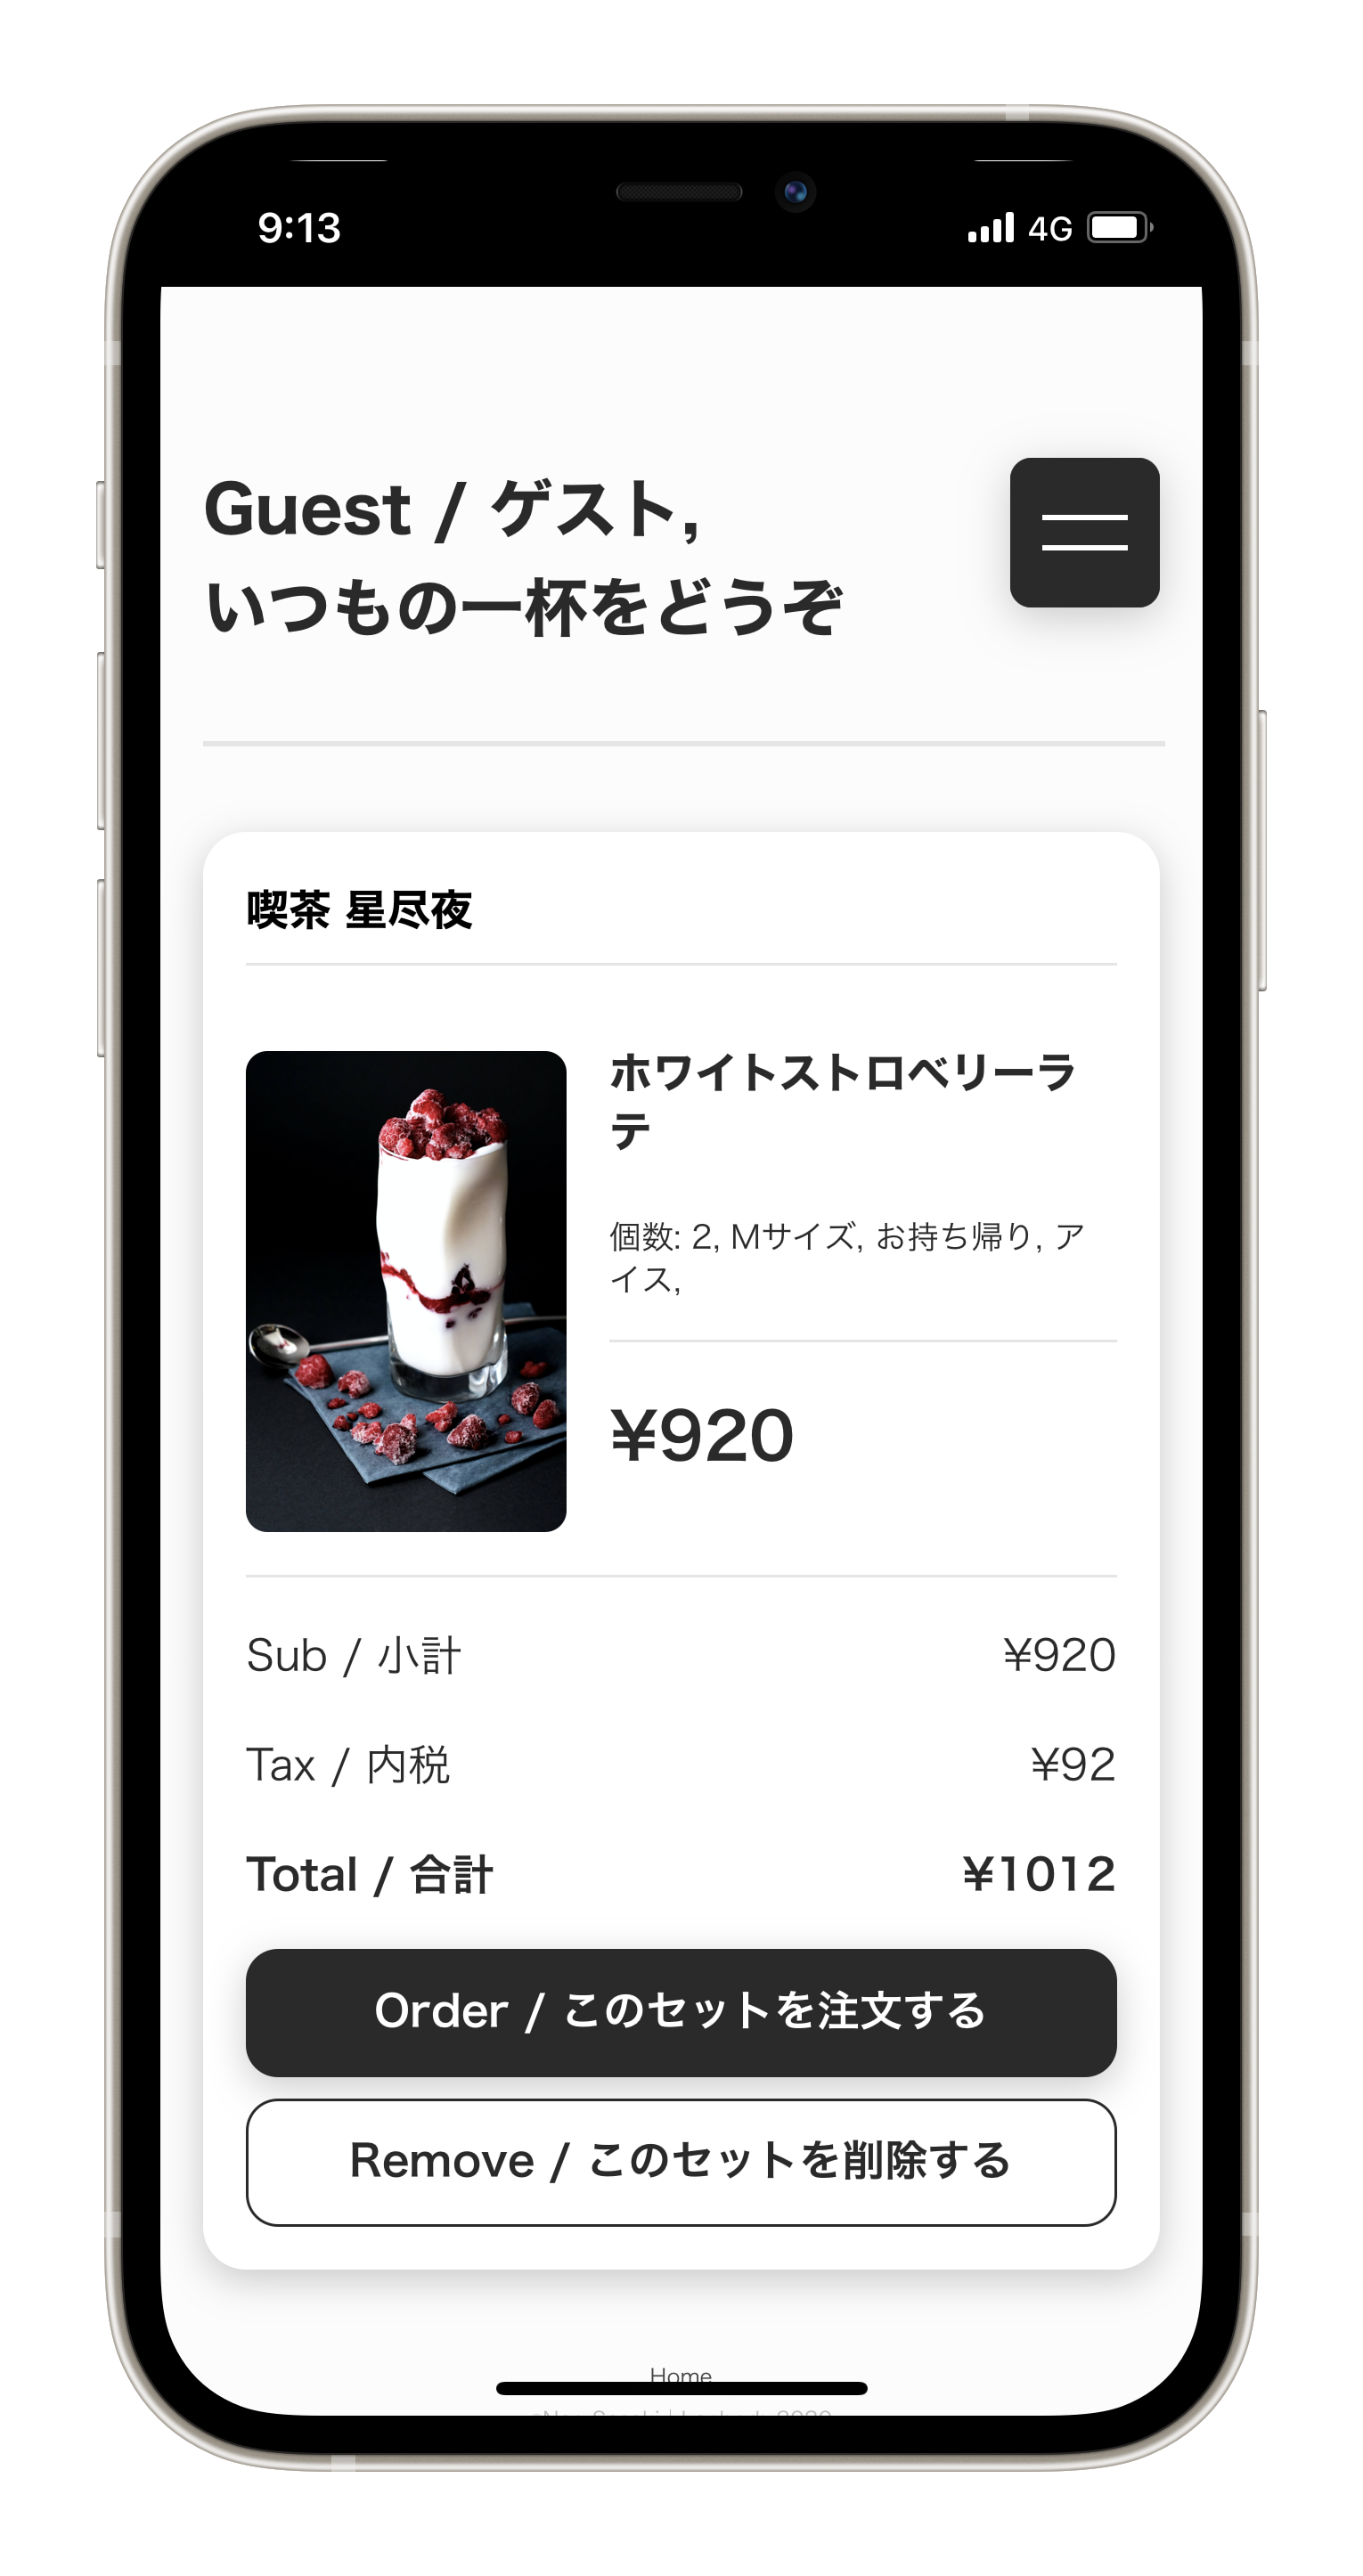 9:13
4G
Guest / ゲスト,
いつもの一杯をどうぞ
喫茶 星尽夜
ホワイトストロベリーラ
テ
個数: 2, Mサイズ, お持ち帰り, ア
イス,
¥920
Sub / 小計 ¥920
Tax / 内税 ¥92
Total / 合計 ¥1012
Order / このセットを注文する
Remove / このセットを削除する
Home